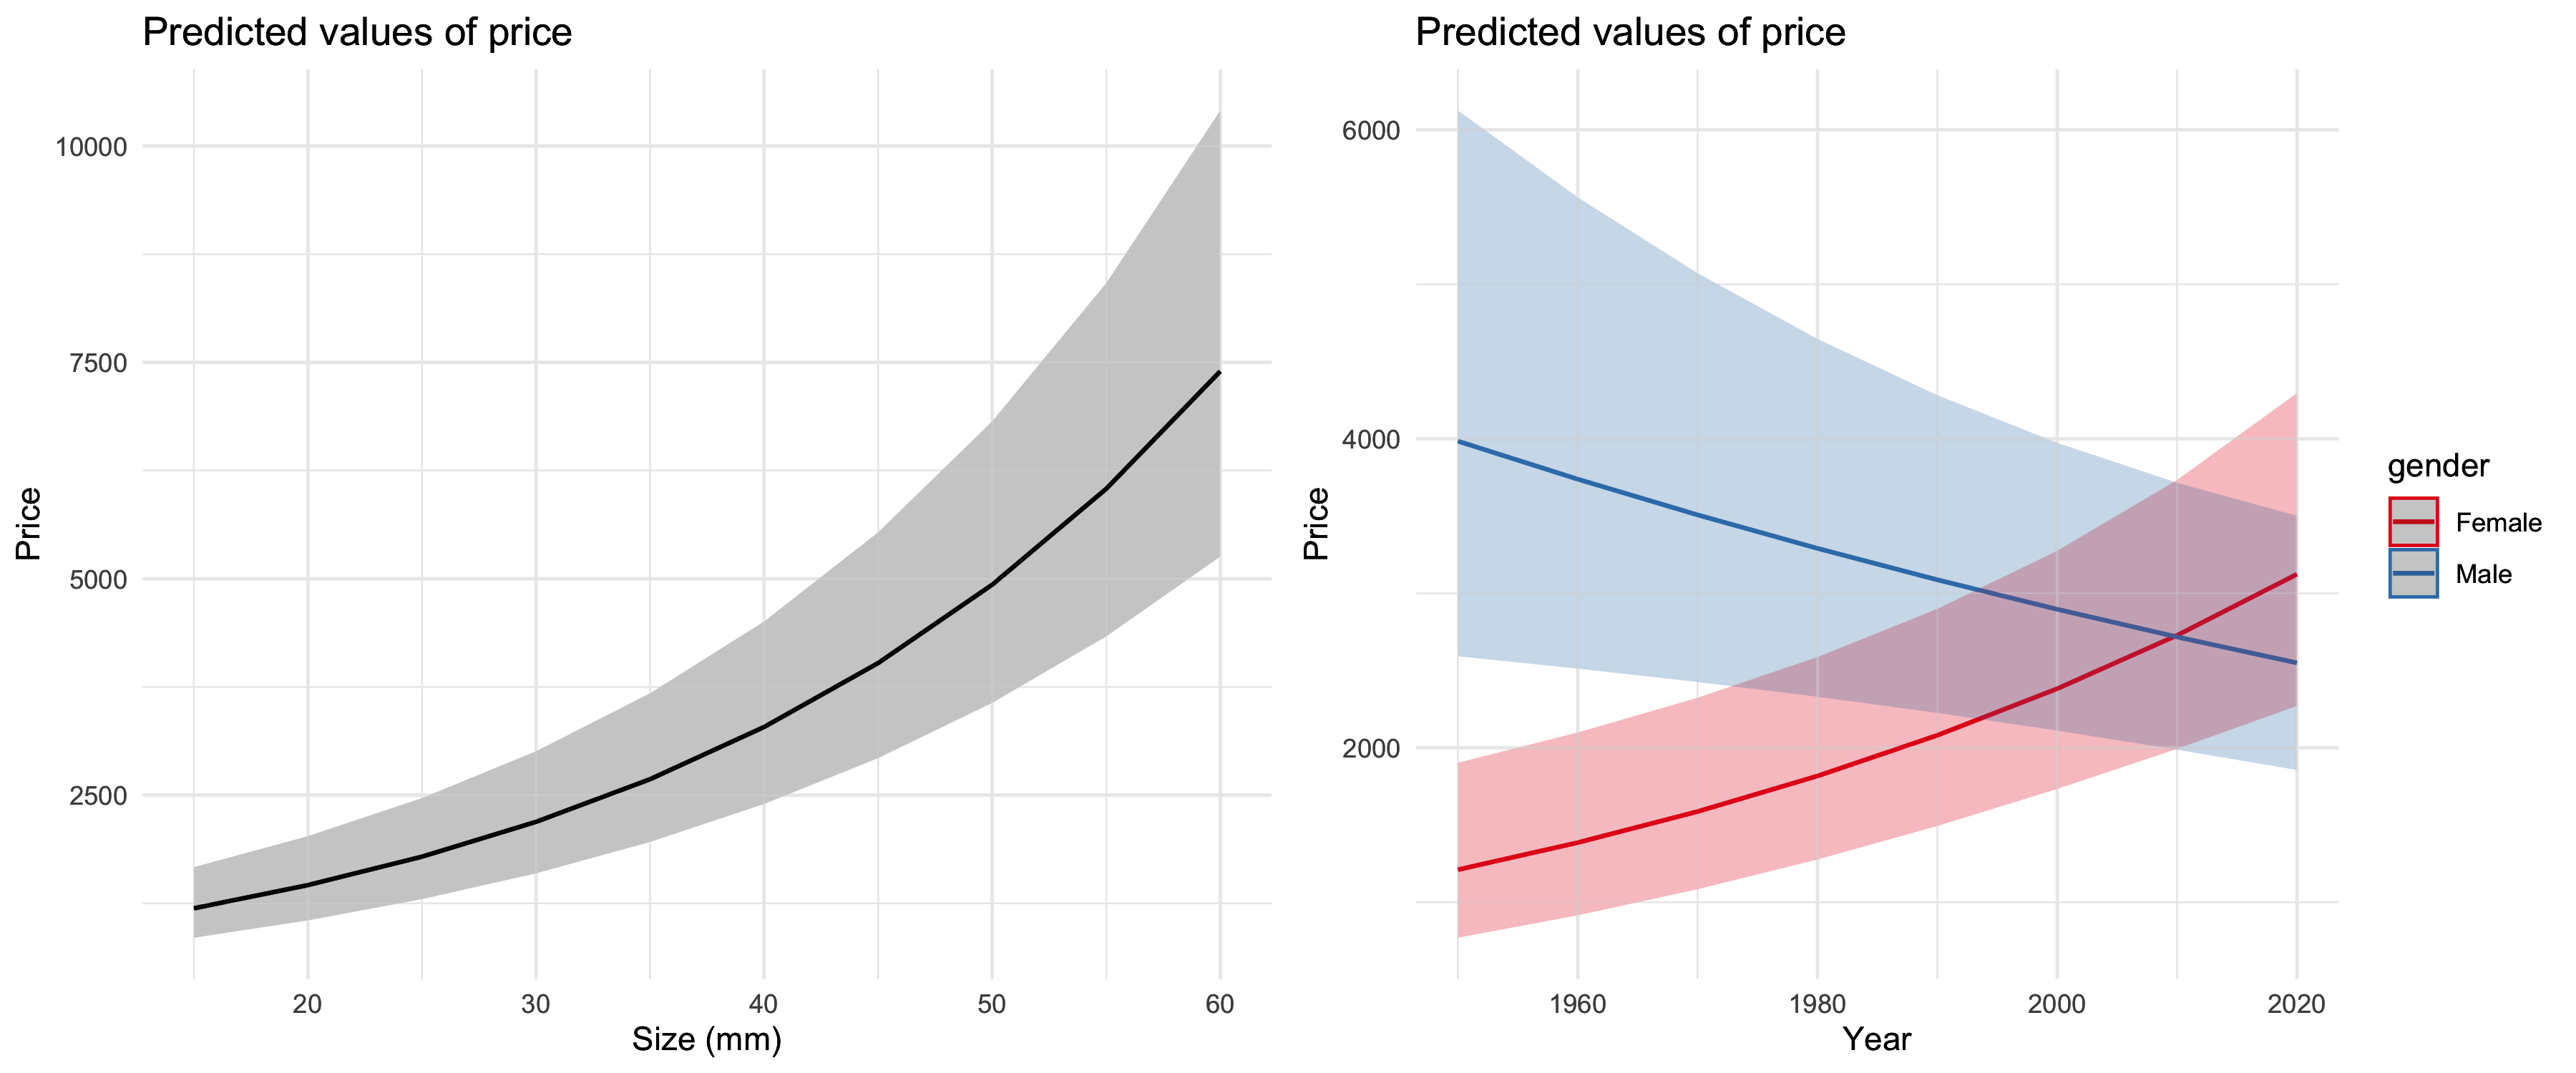 Predicted values of price
10000
7500
5000
2500
Price
20 30 40 50 60
Size (mm)
Predicted values of price
6000
4000
2000
Price
1960 1980 2000 2020
Year
gender
Female
Male